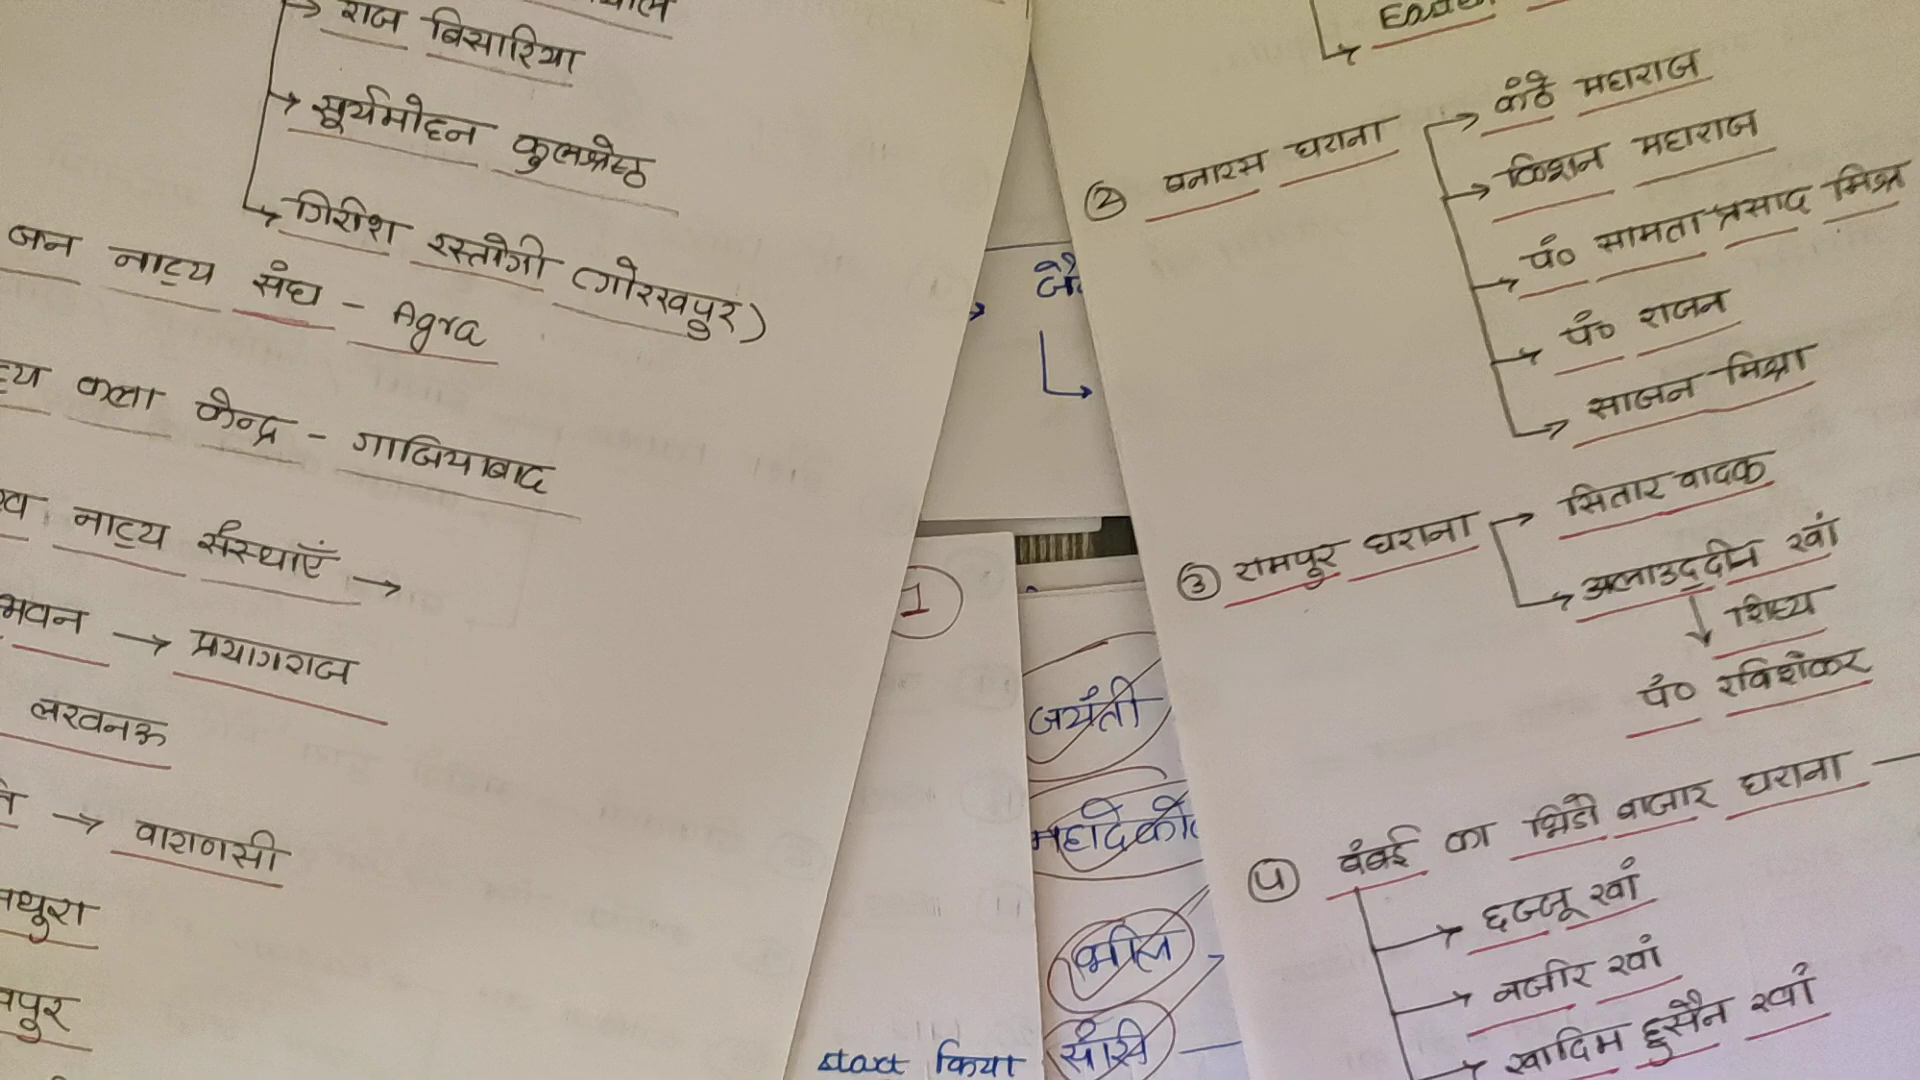 राज बिसारिया
सूर्यमोहन कुलश्रेष्ठ
गिरीश रस्तोगी (गोरखपुर)
जन नाट्य संघ - Agra
कला केन्द्र - गाजियाबाद
नाट्य संस्थाएँ →
भवन → प्रयागराज
लखनऊ
→ वाराणसी
1
जयंती
भील
start किया
② बनारस घराना
कंठे महाराज
किशन महाराज
पं० सामता प्रसाद मिश्र
पं० राजन
साजन मिश्रा
③ रामपुर घराना
सितार वादक
अलाउद्दीन खां
शिष्य
पं० रविशंकर
④ बंबई का भिंडी बाजार घराना
छज्जू खां
नजीर खां
खादिम हुसैन खां